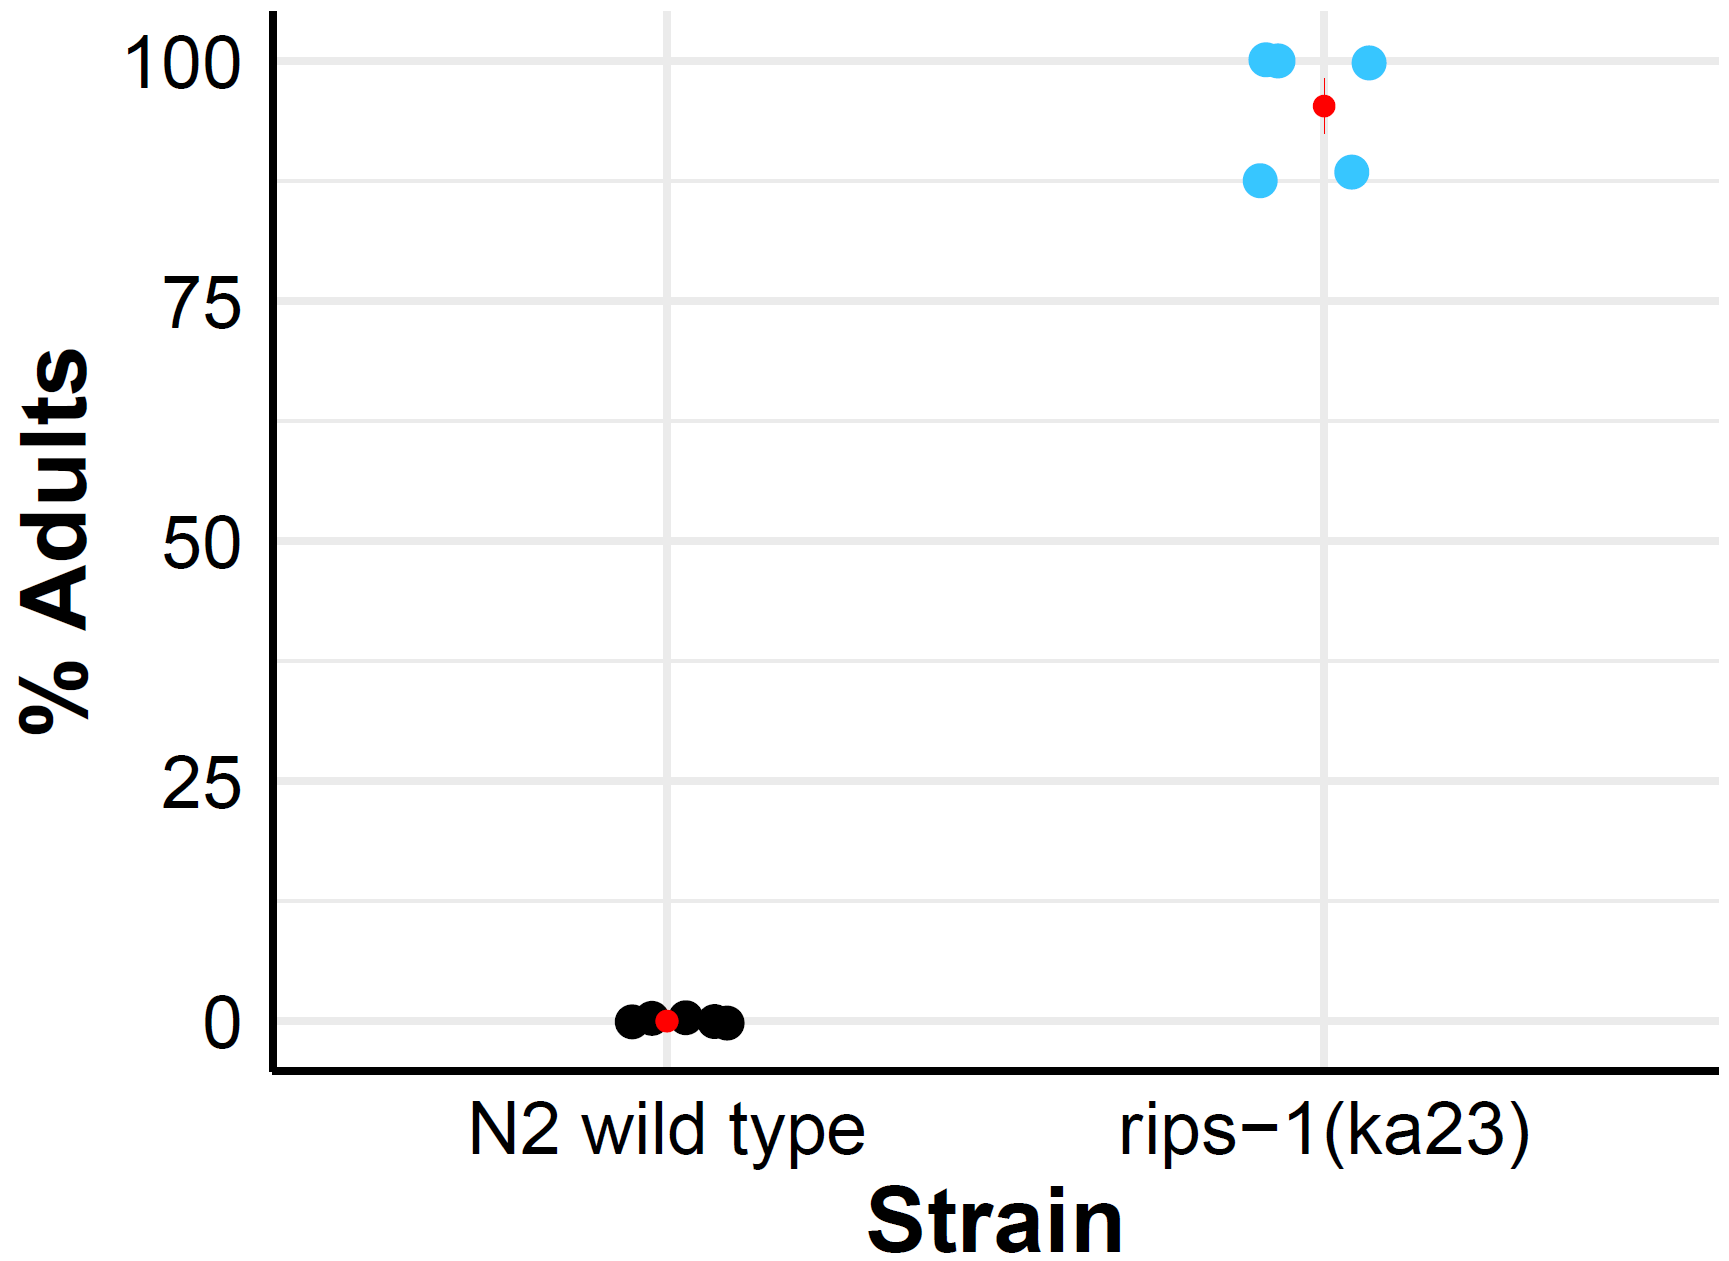 100
75
50
25
0
% Adults
N2 wild type
rips−1(ka23)
Strain